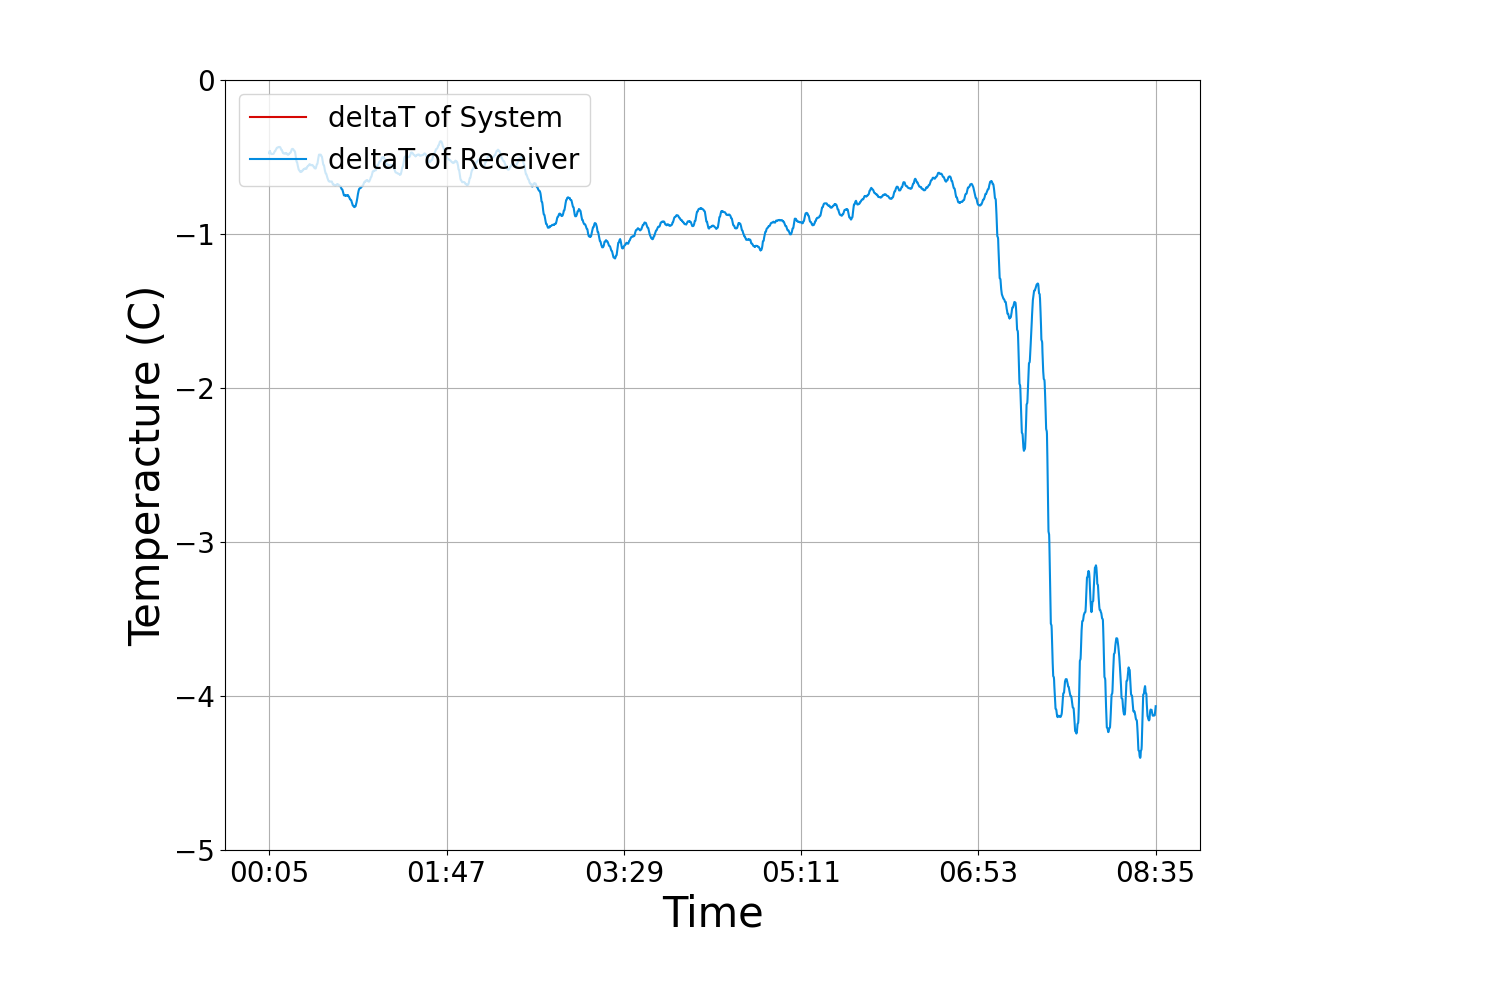 0
deltaT of System
deltaT of Receiver
−1
−2
−3
−4
−5
Temperacture (C)
00:05 01:47 03:29 05:11 06:53 08:35
Time